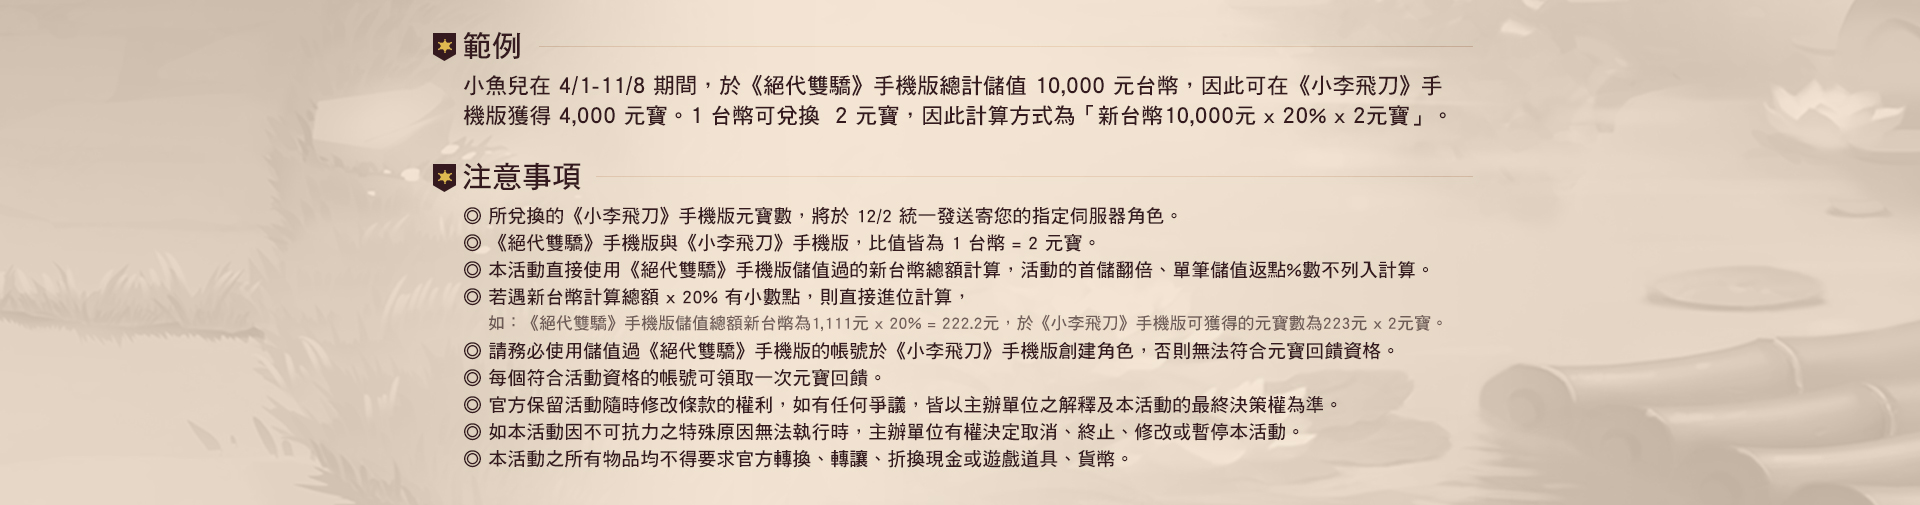 範例
小魚兒在 4/1-11/8 期間，於《絕代雙驕》手機版總計儲值 10,000 元台幣，因此可在《小李飛刀》手
機版獲得 4,000 元寶。1 台幣可兌換 2 元寶，因此計算方式為「新台幣10,000元 x 20% x 2元寶」。
注意事項
◎ 所兌換的《小李飛刀》手機版元寶數，將於 12/2 統一發送寄您的指定伺服器角色。
◎ 《絕代雙驕》手機版與《小李飛刀》手機版，比值皆為 1 台幣 = 2 元寶。
◎ 本活動直接使用《絕代雙驕》手機版儲值過的新台幣總額計算，活動的首儲翻倍、單筆儲值返點%數不列入計算。
◎ 若遇新台幣計算總額 x 20% 有小數點，則直接進位計算，
如：《絕代雙驕》手機版儲值總額新台幣為1,111元 x 20% = 222.2元，於《小李飛刀》手機版可獲得的元寶數為223元 x 2元寶。
◎ 請務必使用儲值過《絕代雙驕》手機版的帳號於《小李飛刀》手機版創建角色，否則無法符合元寶回饋資格。
◎ 每個符合活動資格的帳號可領取一次元寶回饋。
◎ 官方保留活動隨時修改條款的權利，如有任何爭議，皆以主辦單位之解釋及本活動的最終決策權為準。
◎ 如本活動因不可抗力之特殊原因無法執行時，主辦單位有權決定取消、終止、修改或暫停本活動。
◎ 本活動之所有物品均不得要求官方轉換、轉讓、折換現金或遊戲道具、貨幣。